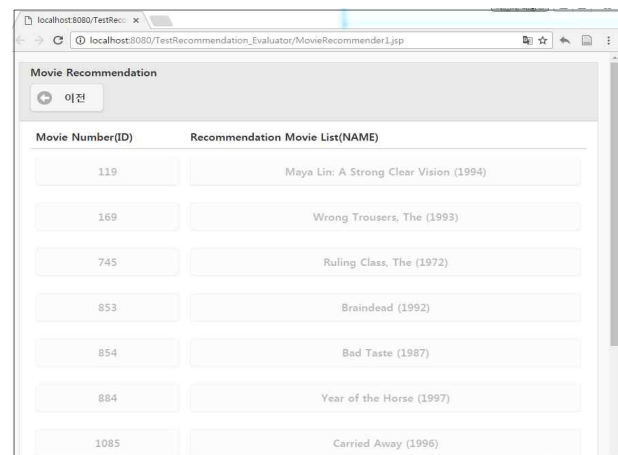 localhost:8080/TestReco
localhost:8080/TestRecommendation_Evaluator/MovieRecommender1.jsp
Movie Recommendation
이전
Movie Number(ID) Recommendation Movie List(NAME)
119 Maya Lin: A Strong Clear Vision (1994)
169 Wrong Trousers, The (1993)
745 Ruling Class, The (1972)
853 Braindead (1992)
854 Bad Taste (1987)
884 Year of the Horse (1997)
1085 Carried Away (1996)